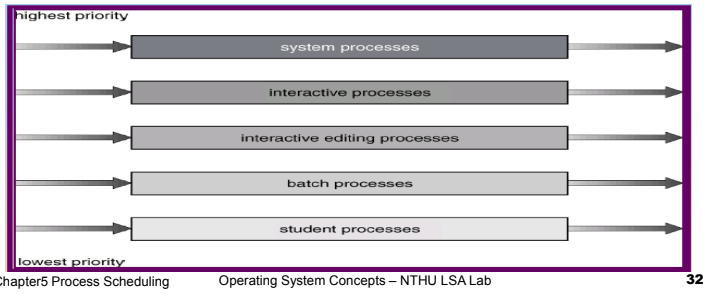 highest priority
system processes
interactive processes
interactive editing processes
batch processes
student processes
lowest priority
hapter5 Process Scheduling Operating System Concepts – NTHU LSA Lab 32